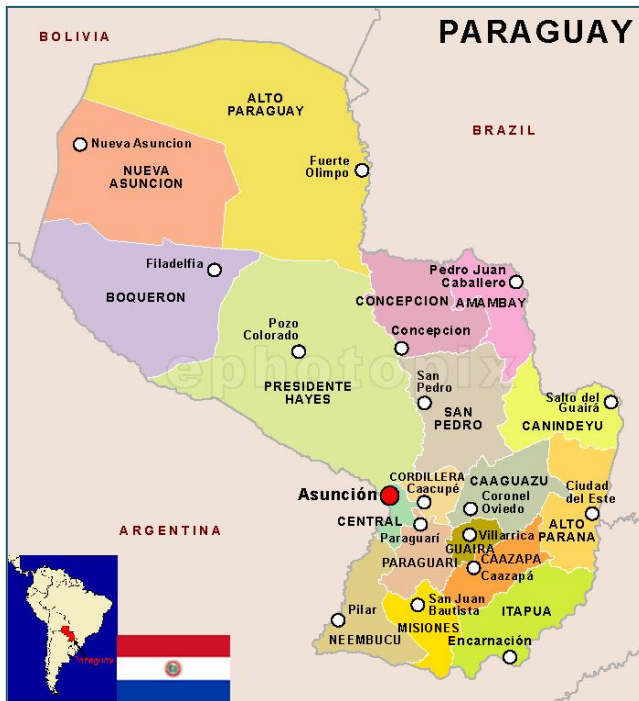 PARAGUAY
BOLIVIA
ALTO
PARAGUAY
BRAZIL
Nueva Asuncion
NUEVA
ASUNCION
Fuerte
Olimpo
Filadelfia
BOQUERON
Pedro Juan
Caballero
CONCEPCION
AMAMBAY
Pozo
Colorado
Concepcion
ephotopix
PRESIDENTE
HAYES
San
Pedro
SAN
PEDRO
Salto del
Guairá
CANINDEYU
CORDILLERA
Caacupé
CAAGUAZU
Coronel
Oviedo
Ciudad
del Este
Asunción
CENTRAL
ARGENTINA
Paraguarí
Villarrica
GUAIRA
ALTO
PARANA
PARAGUARI
CAAZAPA
Caazapá
San Juan
Bautista
ITAPUA
Pilar
MISIONES
NEEMBUCU
Encarnación
Paraguay